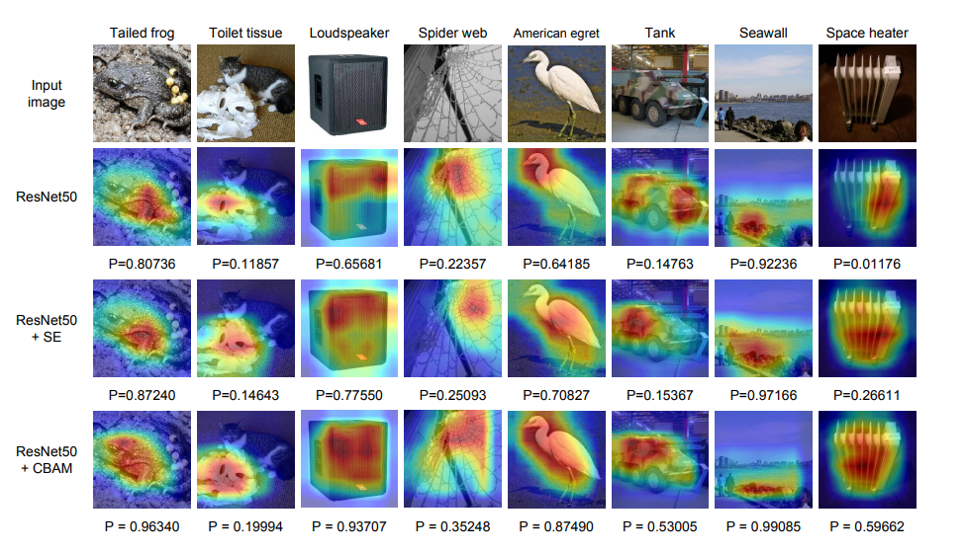 Tailed frog Toilet tissue Loudspeaker Spider web American egret Tank Seawall Space heater
Input
image
ResNet50
P=0.80736 P=0.11857 P=0.65681 P=0.22357 P=0.64185 P=0.14763 P=0.92236 P=0.01176
ResNet50
+ SE
P=0.87240 P=0.14643 P=0.77550 P=0.25093 P=0.70827 P=0.15367 P=0.97166 P=0.26611
ResNet50
+ CBAM
P = 0.96340 P = 0.19994 P = 0.93707 P = 0.35248 P = 0.87490 P = 0.53005 P = 0.99085 P = 0.59662